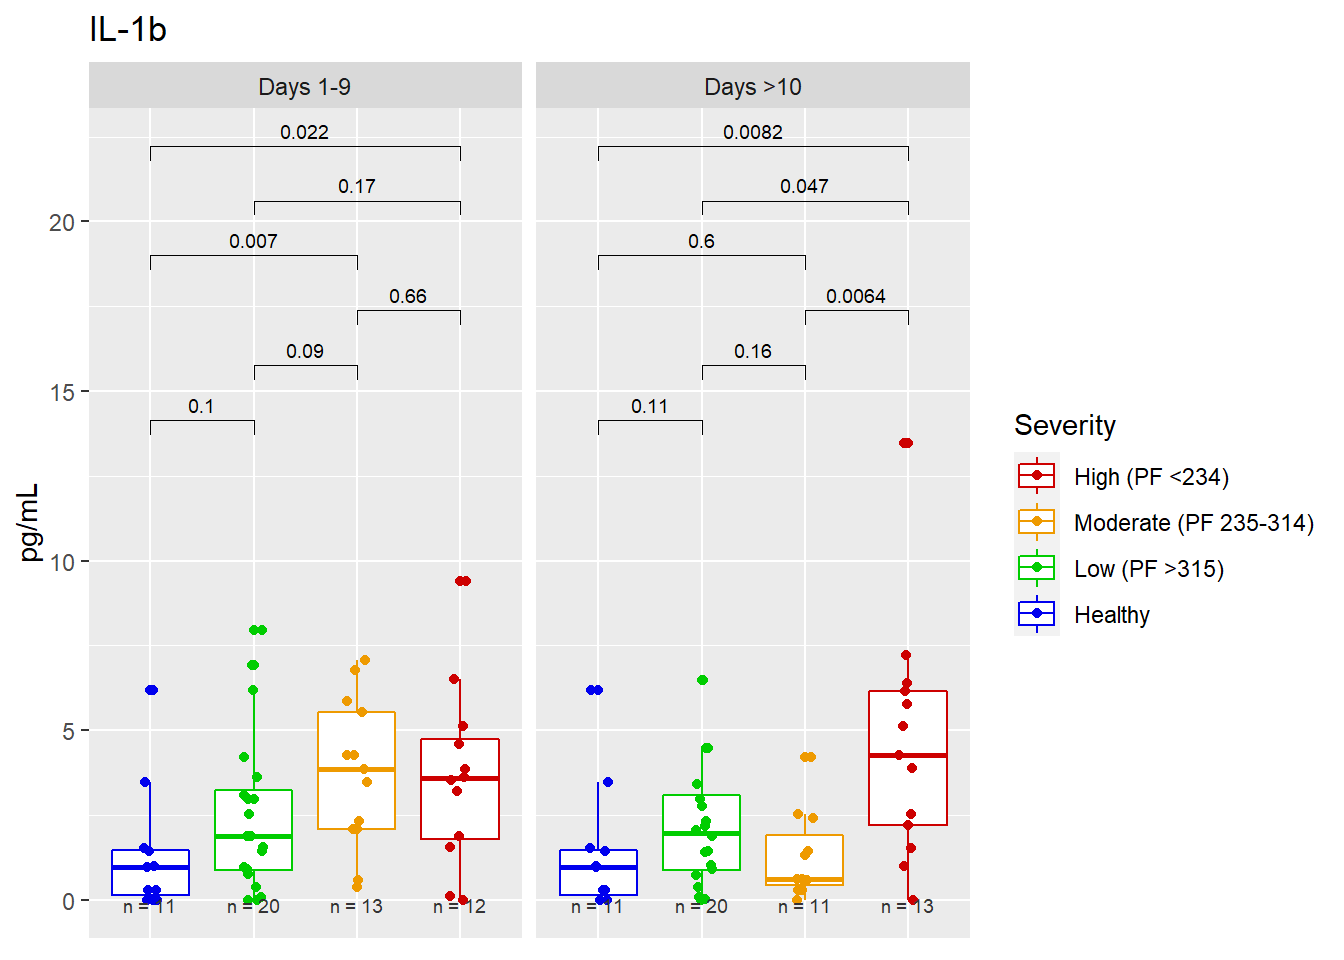 IL-1b
Days 1-9
Days >10
0.022
0.0082
0.17
0.047
20
0.007
0.6
0.66
0.0064
0.09
0.16
15
0.1
0.11
Severity
High (PF <234)
Moderate (PF 235-314)
Low (PF >315)
Healthy
pg/mL
10
5
0
n = 11
n = 20
n = 13
n = 12
n = 11
n = 20
n = 11
n = 13